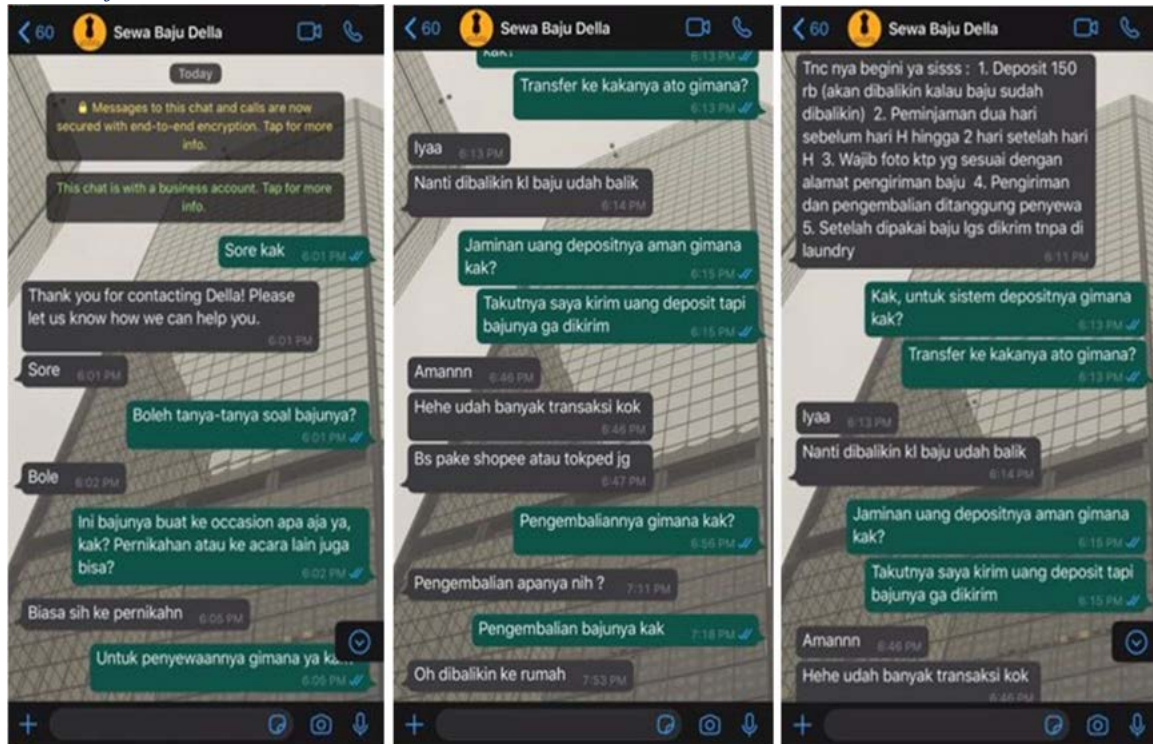 60 Sewa Baju Della
Today
Messages to this chat and calls are now
secured with end-to-end encryption. Tap for more
info.
This chat is with a business account. Tap for more
info.
Sore kak
6:01 PM
Thank you for contacting Della! Please
let us know how we can help you.
6:01 PM
Sore 6:01 PM
Boleh tanya-tanya soal bajunya?
6:01 PM
Bole 6:02 PM
Ini bajunya buat ke occasion apa aja ya,
kak? Pernikahan atau ke acara lain juga
bisa?
6:02 PM
Biasa sih ke pernikahn 6:05 PM
Untuk penyewaannya gimana ya
6:05 PM
60 Sewa Baju Della
6:13 PM
Transfer ke kakanya ato gimana?
6:13 PM
Iyaa 6:13 PM
Nanti dibalikin kl baju udah balik
6:14 PM
Jaminan uang depositnya aman gimana
kak?
6:15 PM
Takutnya saya kirim uang deposit tapi
bajunya ga dikirim
6:15 PM
Amannn 6:46 PM
Hehe udah banyak transaksi kok
6:46 PM
Bs pake shopee atau tokped jg
6:47 PM
Pengembaliannya gimana kak?
6:56 PM
Pengembalian apanya nih ? 7:11 PM
Pengembalian bajunya kak 7:18 PM
Oh dibalikin ke rumah 7:53 PM
60 Sewa Baju Della
Tnc nya begini ya sisss : 1. Deposit 150
rb (akan dibalikin kalau baju sudah
dibalikin) 2. Peminjaman dua hari
sebelum hari H hingga 2 hari setelah hari
H 3. Wajib foto ktp yg sesuai dengan
alamat pengiriman baju 4. Pengiriman
dan pengembalian ditanggung penyewa
5. Setelah dipakai baju lgs dikrim tnpa di
laundry
6:11 PM
Kak, untuk sistem depositnya gimana
kak?
6:13 PM
Transfer ke kakanya ato gimana?
6:13 PM
Iyaa 6:13 PM
Nanti dibalikin kl baju udah balik
6:14 PM
Jaminan uang depositnya aman gimana
kak?
6:15 PM
Takutnya saya kirim uang deposit tapi
bajunya ga dikirim
6:15 PM
Amannn 6:46 PM
Hehe udah banyak transaksi kok
6:46 PM